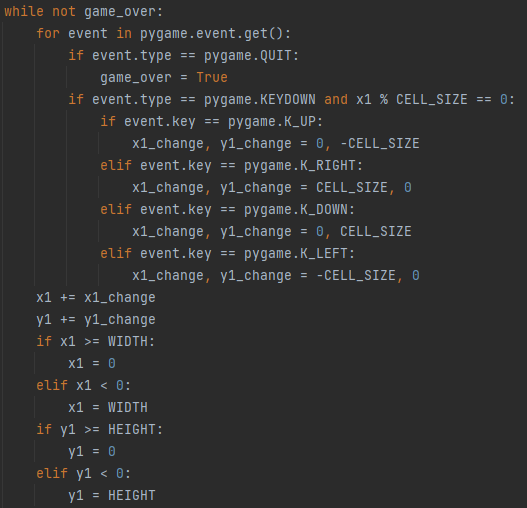 while not game_over:
    for event in pygame.event.get():
        if event.type == pygame.QUIT:
            game_over = True
        if event.type == pygame.KEYDOWN and x1 % CELL_SIZE == 0:
            if event.key == pygame.K_UP:
                x1_change, y1_change = 0, -CELL_SIZE
            elif event.key == pygame.K_RIGHT:
                x1_change, y1_change = CELL_SIZE, 0
            elif event.key == pygame.K_DOWN:
                x1_change, y1_change = 0, CELL_SIZE
            elif event.key == pygame.K_LEFT:
                x1_change, y1_change = -CELL_SIZE, 0
    x1 += x1_change
    y1 += y1_change
    if x1 >= WIDTH:
        x1 = 0
    elif x1 < 0:
        x1 = WIDTH
    if y1 >= HEIGHT:
        y1 = 0
    elif y1 < 0:
        y1 = HEIGHT